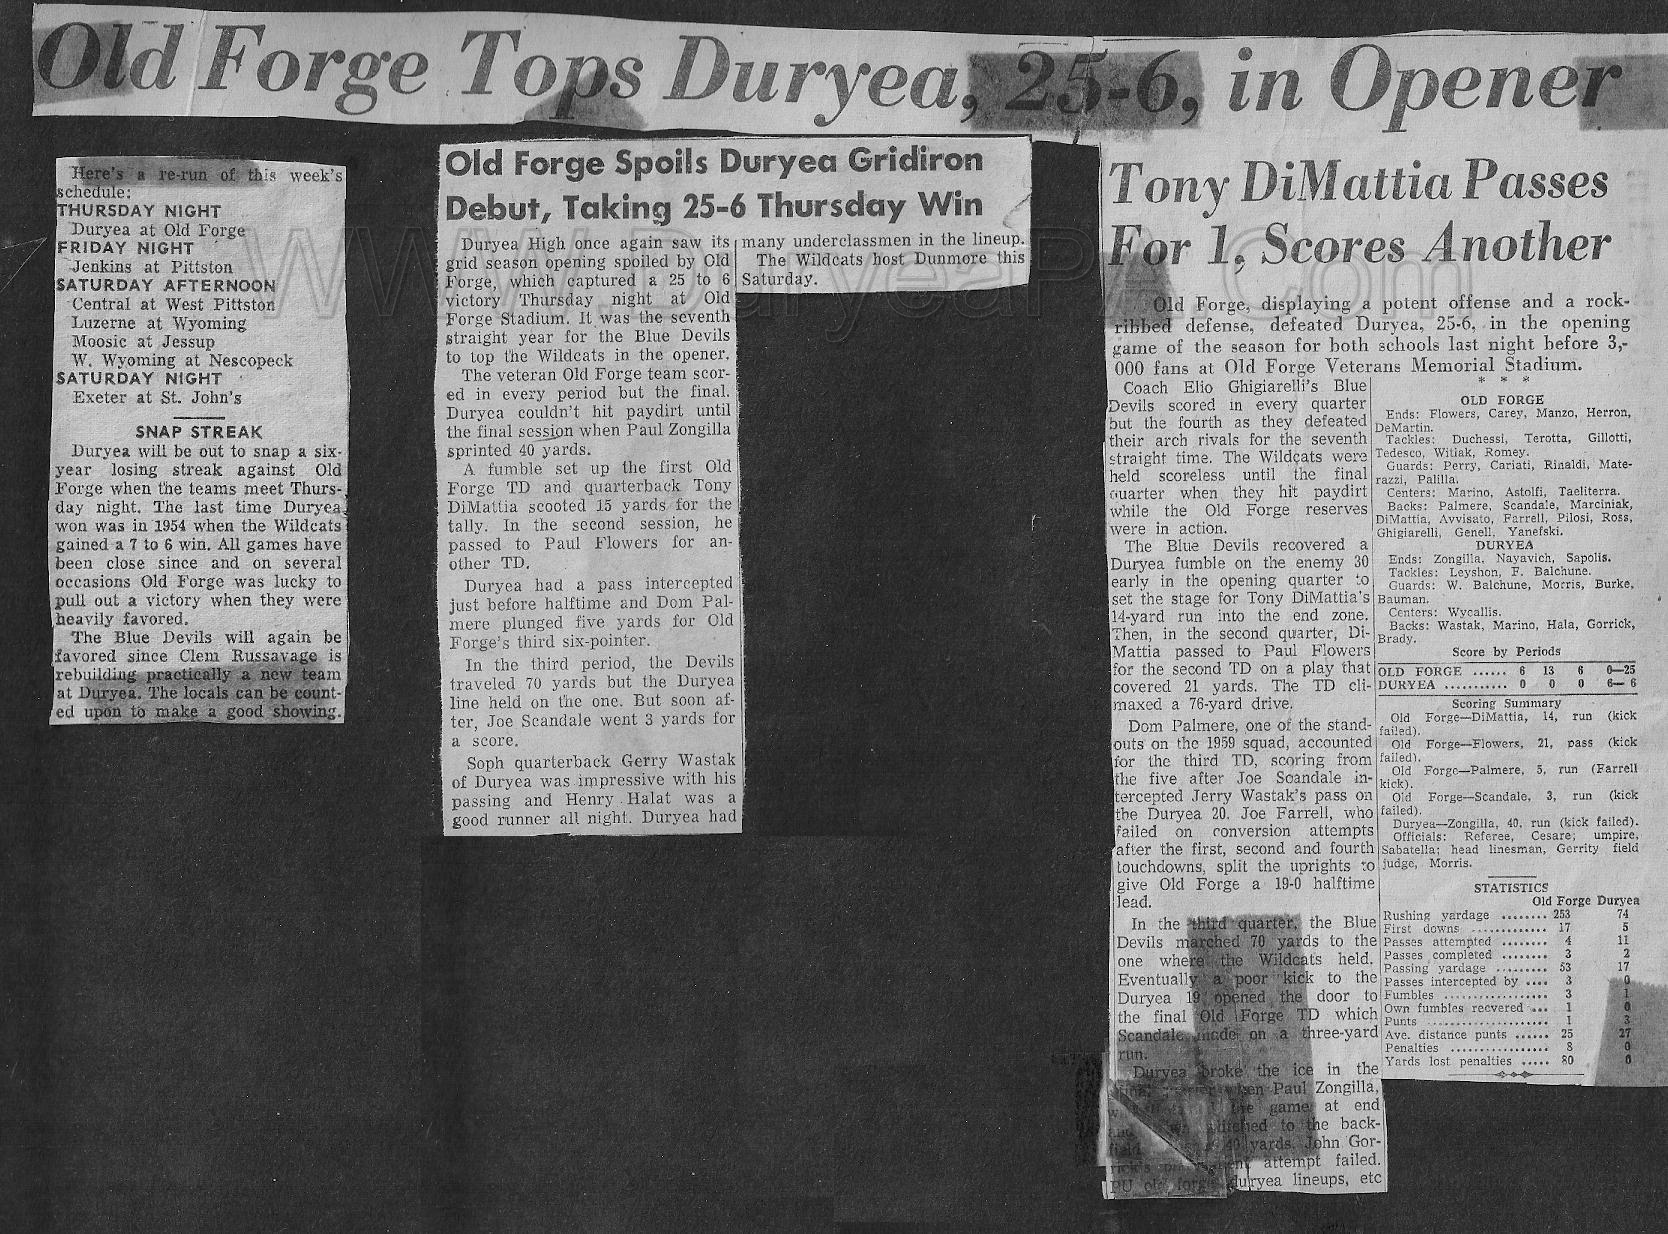 Old Forge Tops Duryea, 25-6, in Opener
Here's a re-run of this week's
schedule:
THURSDAY NIGHT
Duryea at Old Forge
FRIDAY NIGHT
Jenkins at Pittston
SATURDAY AFTERNOON
Central at West Pittston
Luzerne at Wyoming
Moosic at Jessup
W. Wyoming at Nescopeck
SATURDAY NIGHT
Exeter at St. John's
SNAP STREAK
Duryea will be out to snap a six-
year losing streak against Old
Forge when the teams meet Thurs-
day night. The last time Duryea
won was in 1954 when the Wildcats
gained a 7 to 6 win. All games have
been close since and on several
occasions Old Forge was lucky to
pull out a victory when they were
heavily favored.
The Blue Devils will again be
favored since Clem Russavage is
rebuilding practically a new team
at Duryea. The locals can be count-
ed upon to make a good showing.
Old Forge Spoils Duryea Gridiron
Debut, Taking 25-6 Thursday Win
Duryea High once again saw its
grid season opening spoiled by Old
Forge, which captured a 25 to 6
victory Thursday night at Old
Forge Stadium. It was the seventh
straight year for the Blue Devils
to top the Wildcats in the opener.
The veteran Old Forge team scor-
ed in every period but the final.
Duryea couldn't hit paydirt until
the final session when Paul Zongilla
sprinted 40 yards.
A fumble set up the first Old
Forge TD and quarterback Tony
DiMattia scooted 15 yards for the
tally. In the second session, he
passed to Paul Flowers for an-
other TD.
Duryea had a pass intercepted
just before halftime and Dom Pal-
mere plunged five yards for Old
Forge's third six-pointer.
In the third period, the Devils
traveled 70 yards but the Duryea
line held on the one. But soon af-
ter, Joe Scandale went 3 yards for
a score.
Soph quarterback Gerry Wastak
of Duryea was impressive with his
passing and Henry Halat was a
good runner all night. Duryea had
many underclassmen in the lineup.
The Wildcats host Dunmore this
Saturday.
Tony DiMattia Passes
For 1, Scores Another
Old Forge, displaying a potent offense and a rock-
ribbed defense, defeated Duryea, 25-6, in the opening
game of the season for both schools last night before 3,-
000 fans at Old Forge Veterans Memorial Stadium.
Coach Elio Ghigiarelli's Blue
Devils scored in every quarter
but the fourth as they defeated
their arch rivals for the seventh
straight time. The Wildcats were
held scoreless until the final
quarter when they hit paydirt
while the Old Forge reserves
were in action.
The Blue Devils recovered a
Duryea fumble on the enemy 30
early in the opening quarter to
set the stage for Tony DiMattia's
14-yard run into the end zone.
Then, in the second quarter, Di-
Mattia passed to Paul Flowers
for the second TD on a play that
covered 21 yards. The TD cli-
maxed a 76-yard drive.
Dom Palmere, one of the stand-
outs on the 1959 squad, accounted
for the third TD, scoring from
the five after Joe Scandale in-
tercepted Jerry Wastak's pass on
the Duryea 20. Joe Farrell, who
failed on conversion attempts
after the first, second and fourth
touchdowns, split the uprights to
give Old Forge a 19-0 halftime
lead.
In the third quarter, the Blue
Devils marched 70 yards to the
one where the Wildcats held.
Eventually a poor kick to the
Duryea 19 opened the door to
the final Old Forge TD which
Scandale made on a three-yard
run.
Duryea broke the ice in the
Paul Zongilla,
the game at end
to the back-
40 yards. John Gor-
attempt failed.
PU old forge duryea lineups, etc
* * *
OLD FORGE
Ends: Flowers, Carey, Manzo, Herron,
DeMartin.
Tackles: Duchessi, Terotta, Gillotti,
Tedesco, Witiak, Romey.
Guards: Perry, Cariati, Rinaldi, Mate-
razzi, Palilla.
Centers: Marino, Astolfi, Taeliterra.
Backs: Palmere, Scandale, Marciniak,
DiMattia, Avvisato, Farrell, Pilosi, Ross,
Ghigiarelli, Genell, Yanefski.
DURYEA
Ends: Zongilla, Nayavich, Sapolis.
Tackles: Leyshon, F. Balchune.
Guards: W. Balchune, Morris, Burke,
Bauman.
Centers: Wycallis.
Backs: Wastak, Marino, Hala, Gorrick,
Brady.
Score by Periods
OLD FORGE ...... 6 13 6 0—25
DURYEA ........... 0 0 0 6— 6
Scoring Summary
Old Forge—DiMattia, 14, run (kick
failed).
Old Forge—Flowers, 21, pass (kick
failed).
Old Forge—Palmere, 5, run (Farrell
kick).
Old Forge—Scandale, 3, run (kick
failed).
Duryea—Zongilla, 40, run (kick failed).
Officials: Referee, Cesare; umpire,
Sabatella; head linesman, Gerrity field
judge, Morris.
STATISTICS
Old Forge Duryea
Rushing yardage ........ 253 74
First downs ............. 17 5
Passes attempted ........ 4 11
Passes completed ........ 3 2
Passing yardage ......... 53 17
Passes intercepted by .... 3 0
Fumbles .................. 3 1
Own fumbles recvered ... 1 0
Punts ..................... 1 3
Ave. distance punts ...... 25 27
Penalties ................. 8 0
Yards lost penalties ..... 80 0
www.DuryeaPA.com